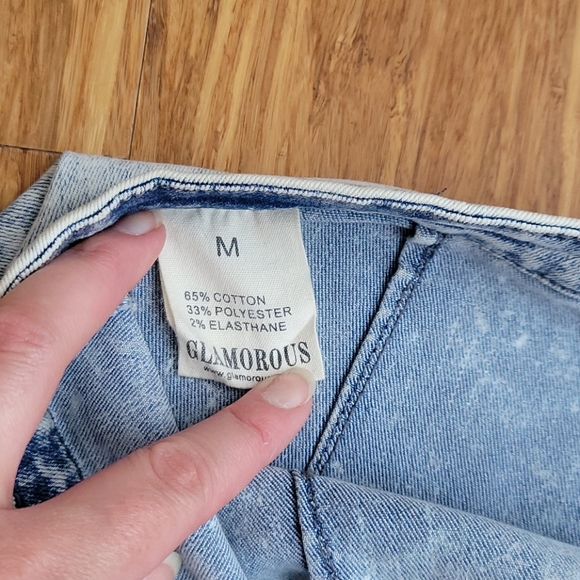 M
65% COTTON
33% POLYESTER
2% ELASTHANE
GLAMOROUS